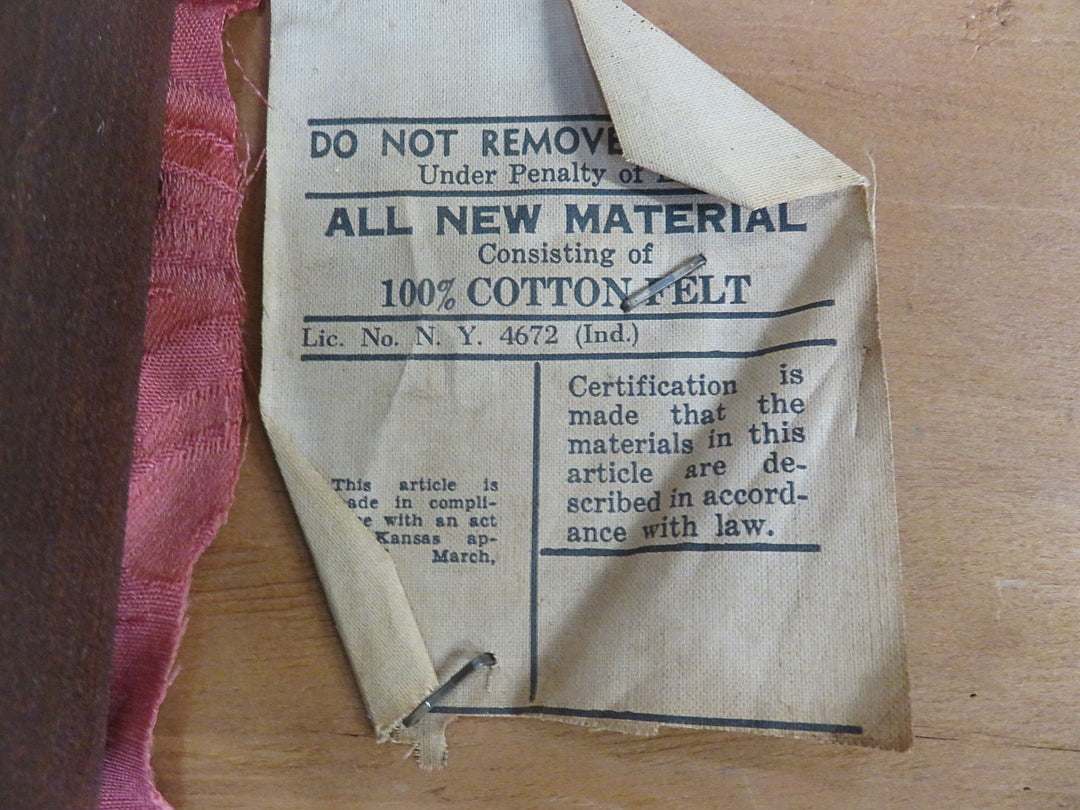 DO NOT REMOVE
Under Penalty of
ALL NEW MATERIAL
Consisting of
100% COTTON FELT
Lic. No. N. Y. 4672 (Ind.)
This article is
ade in compli-
e with an act
Kansas ap-
March,
Certification is
made that the
materials in this
article are de-
scribed in accord-
ance with law.